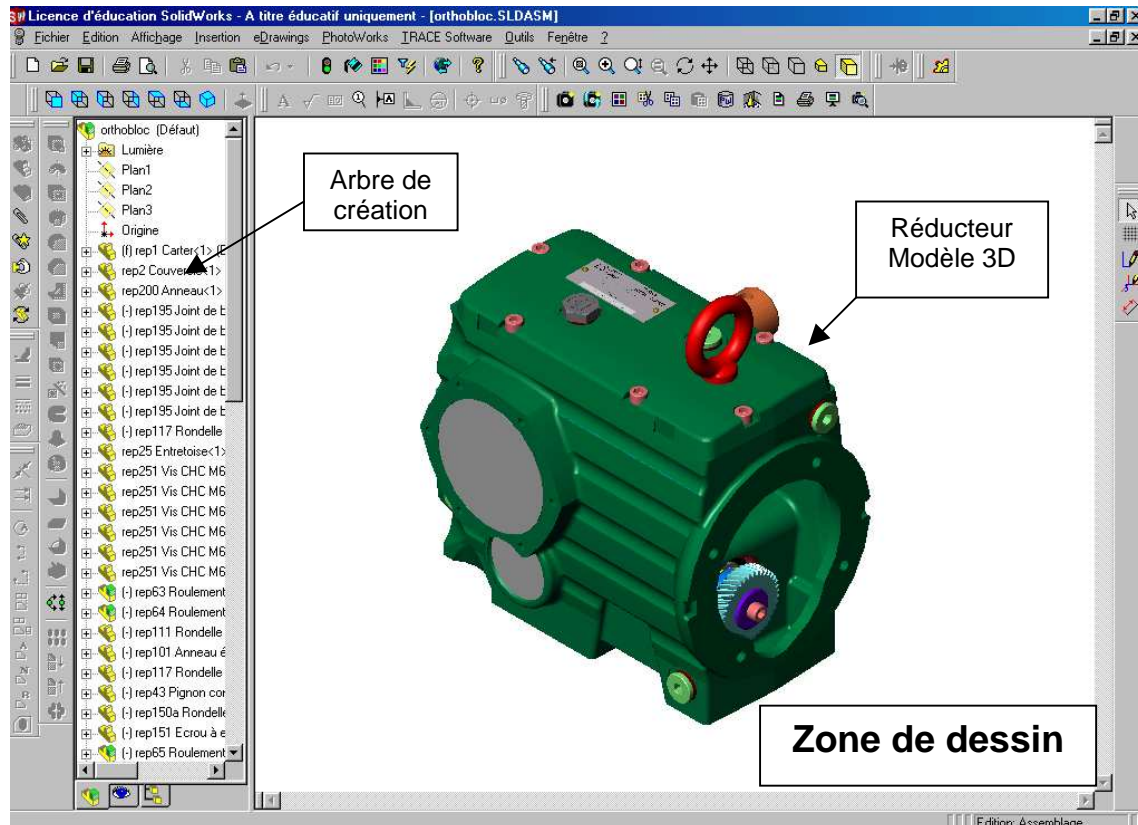 Licence d'éducation SolidWorks - A titre éducatif uniquement - [orthobloc.SLDASM]
Fichier Edition Affichage Insertion eDrawings PhotoWorks TRACE Software Outils Fenêtre ?
orthobloc (Défaut)
Lumière
Plan1
Plan2
Plan3
Origine
(f) rep1 Carter<1> (D
rep2 Couvercle<1>
rep200 Anneau<1>
(-) rep195 Joint de b
(-) rep195 Joint de b
(-) rep195 Joint de b
(-) rep195 Joint de b
(-) rep195 Joint de b
(-) rep195 Joint de b
(-) rep117 Rondelle
rep25 Entretoise<1>
rep251 Vis CHC M6
rep251 Vis CHC M6
rep251 Vis CHC M6
rep251 Vis CHC M6
rep251 Vis CHC M6
rep251 Vis CHC M6
(-) rep63 Roulement
(-) rep64 Roulement
(-) rep111 Rondelle
(-) rep101 Anneau é
(-) rep117 Rondelle
(-) rep43 Pignon cor
(-) rep150a Rondelle
(-) rep151 Ecrou à e
(-) rep65 Roulement
Arbre de
création
Réducteur
Modèle 3D
Zone de dessin
Edition: Assemblage